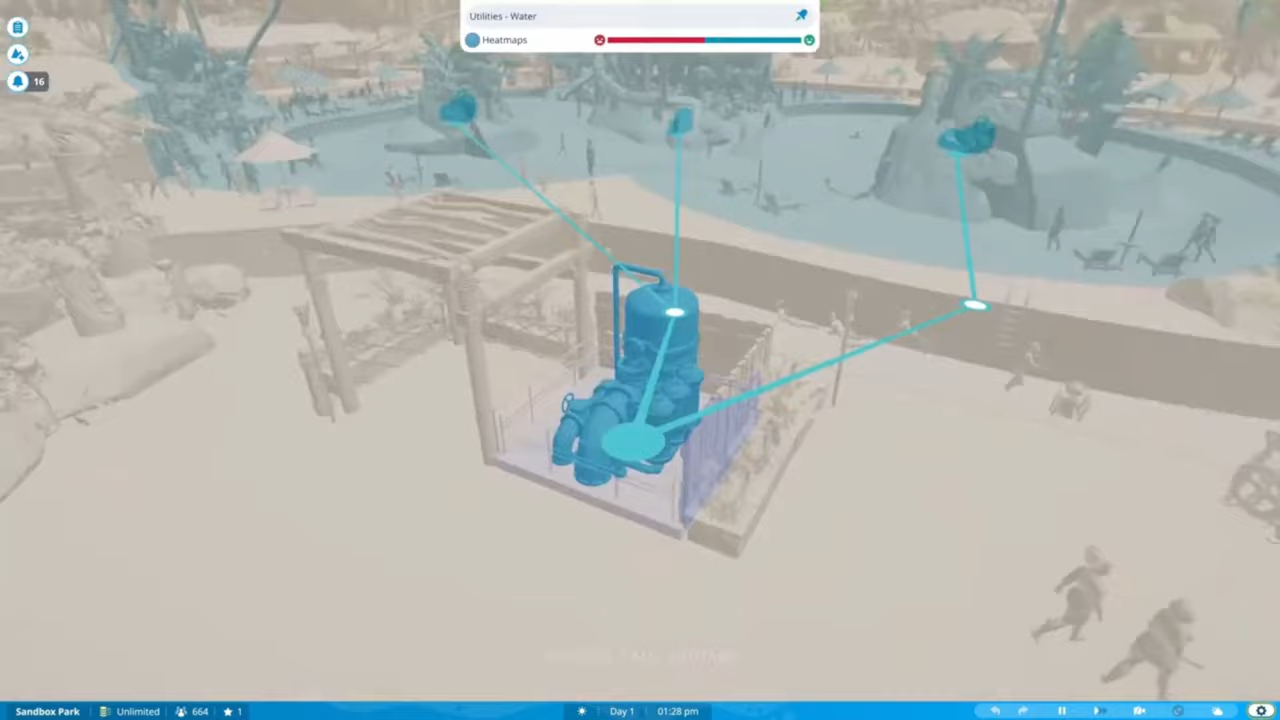 Utilities - Water
Heatmaps
16
Sandbox Park
Unlimited
664
1
Day 1
01:28 pm